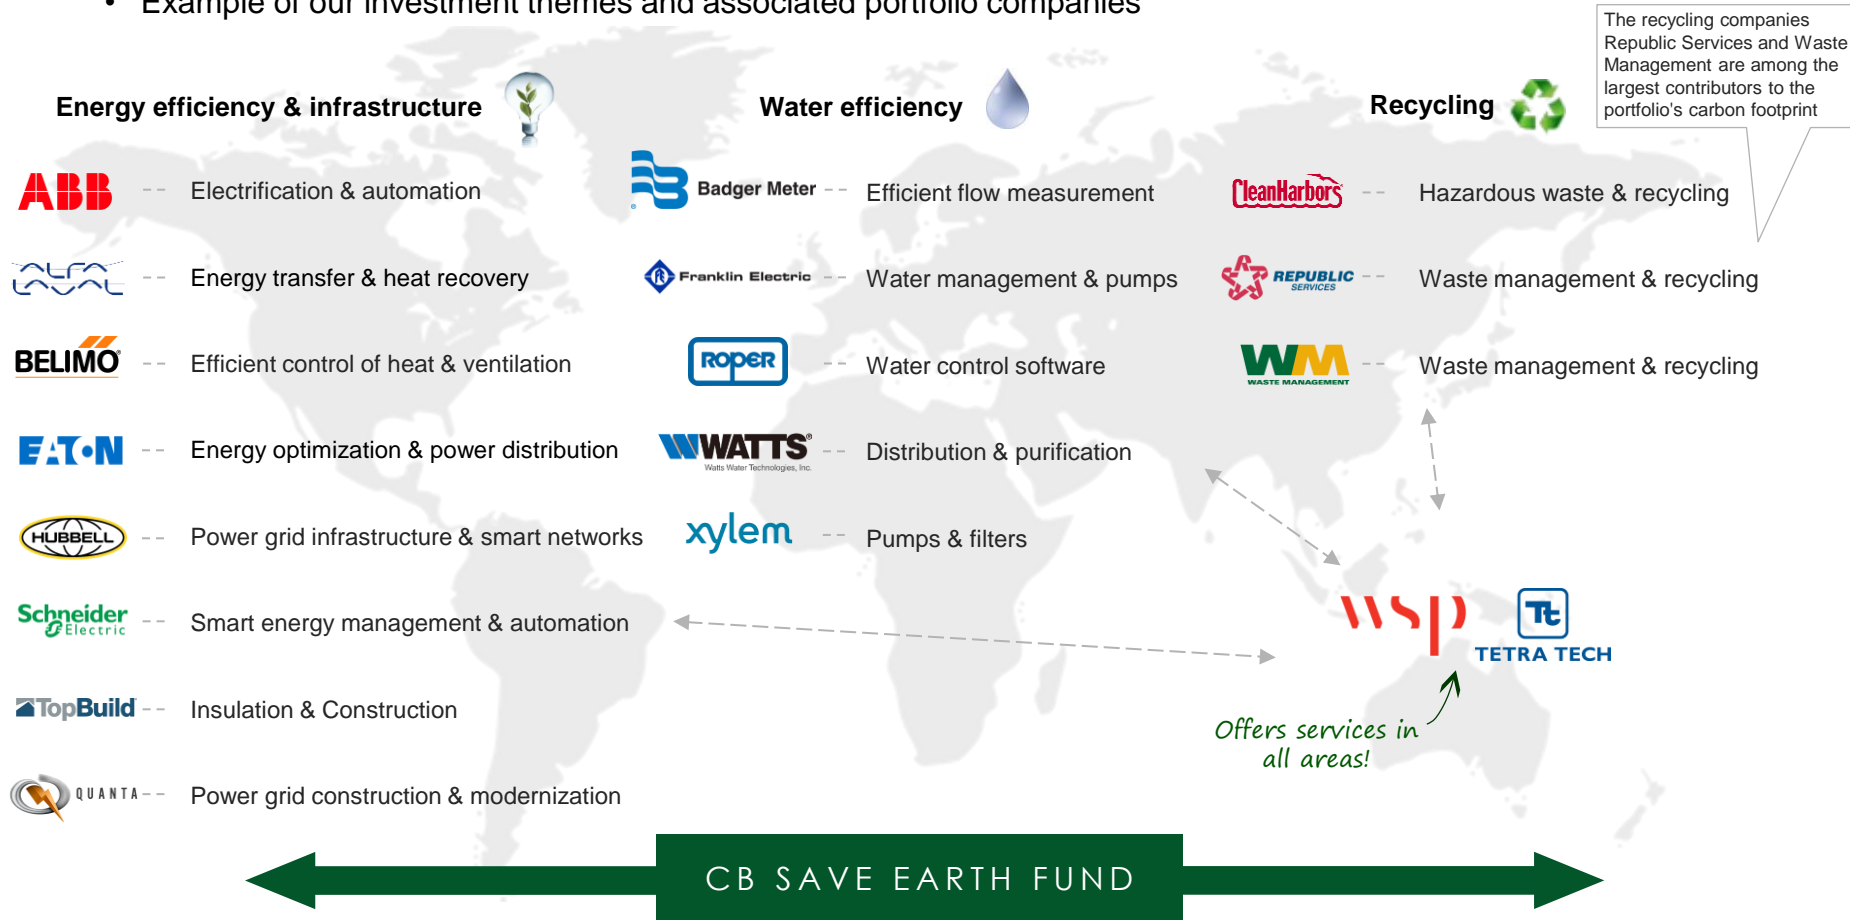 • Example of our investment themes and associated portfolio companies
The recycling companies
Republic Services and Waste
Management are among the
largest contributors to the
portfolio's carbon footprint
Energy efficiency & infrastructure
ABB -- Electrification & automation
ALFA LAVAL -- Energy transfer & heat recovery
BELIMO® -- Efficient control of heat & ventilation
EATON -- Energy optimization & power distribution
HUBBELL -- Power grid infrastructure & smart networks
Schneider Electric -- Smart energy management & automation
TopBuild -- Insulation & Construction
QUANTA -- Power grid construction & modernization
Water efficiency
® Badger Meter -- Efficient flow measurement
FE Franklin Electric -- Water management & pumps
ROPER -- Water control software
WATTS® -- Distribution & purification
Watts Water Technologies, Inc.
xylem -- Pumps & filters
Recycling
CleanHarbors -- Hazardous waste & recycling
REPUBLIC SERVICES -- Waste management & recycling
WM -- Waste management & recycling
WASTE MANAGEMENT
wsp
Tt
TETRA TECH
Offers services in
all areas!
CB SAVE EARTH FUND